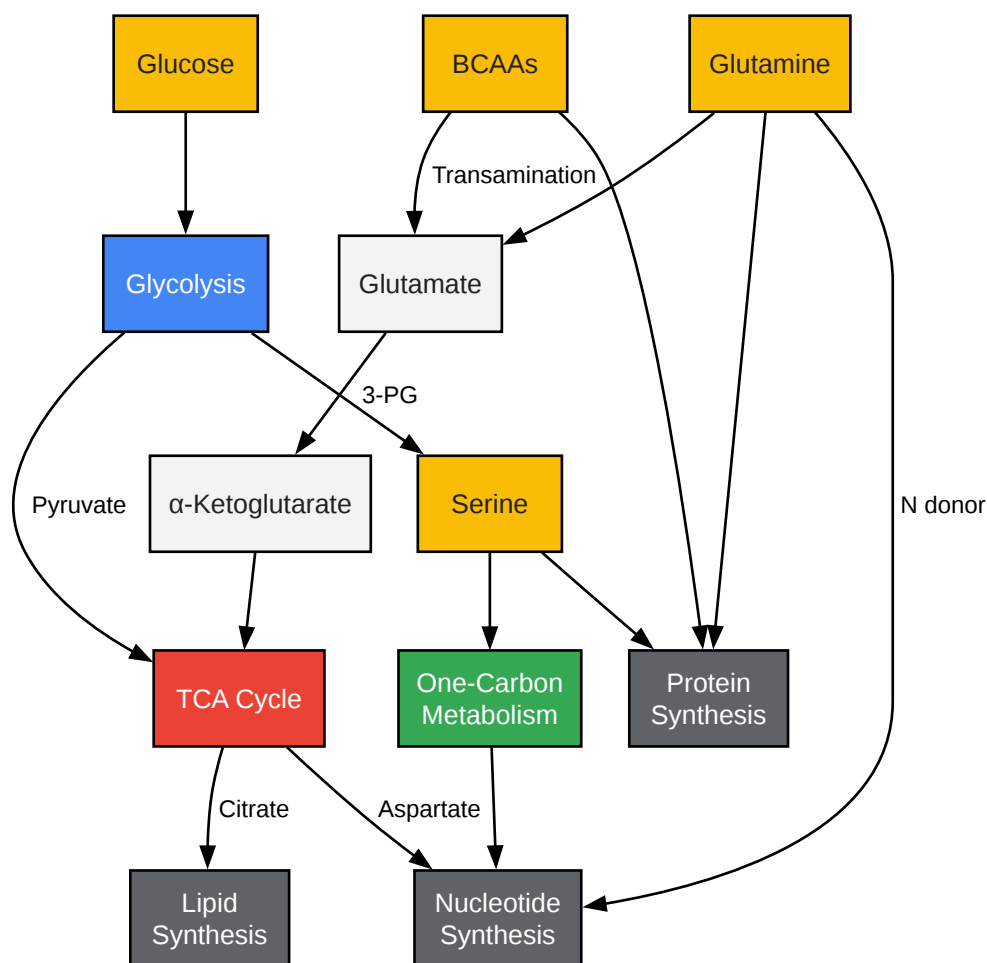 Glucose
BCAAs
Glutamine
Transamination
Glycolysis
Glutamate
3-PG
Pyruvate
α-Ketoglutarate
Serine
N donor
TCA Cycle
One-Carbon
Metabolism
Protein
Synthesis
Citrate
Aspartate
Lipid
Synthesis
Nucleotide
Synthesis